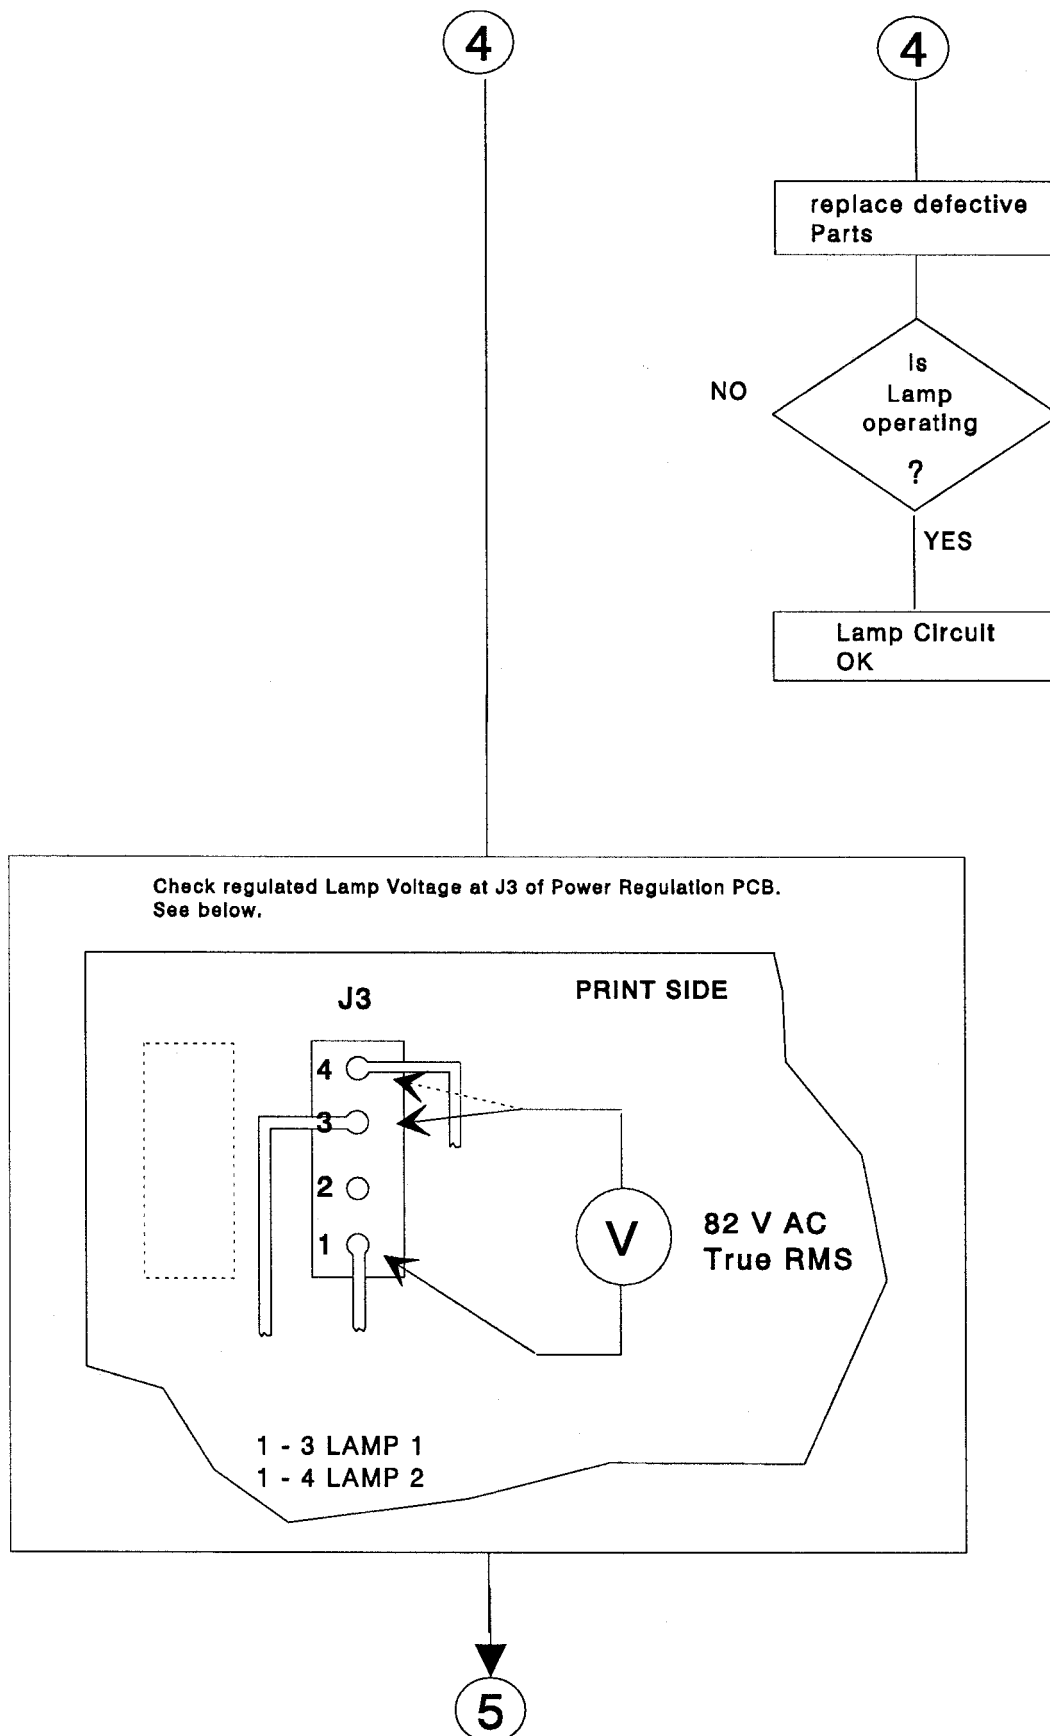 4
4
replace defective
Parts
Is
Lamp
operating
?
NO
YES
Lamp Circuit
OK
Check regulated Lamp Voltage at J3 of Power Regulation PCB.
See below.
J3
PRINT SIDE
4
3
2
1
V
82 V AC
True RMS
1 - 3 LAMP 1
1 - 4 LAMP 2
5